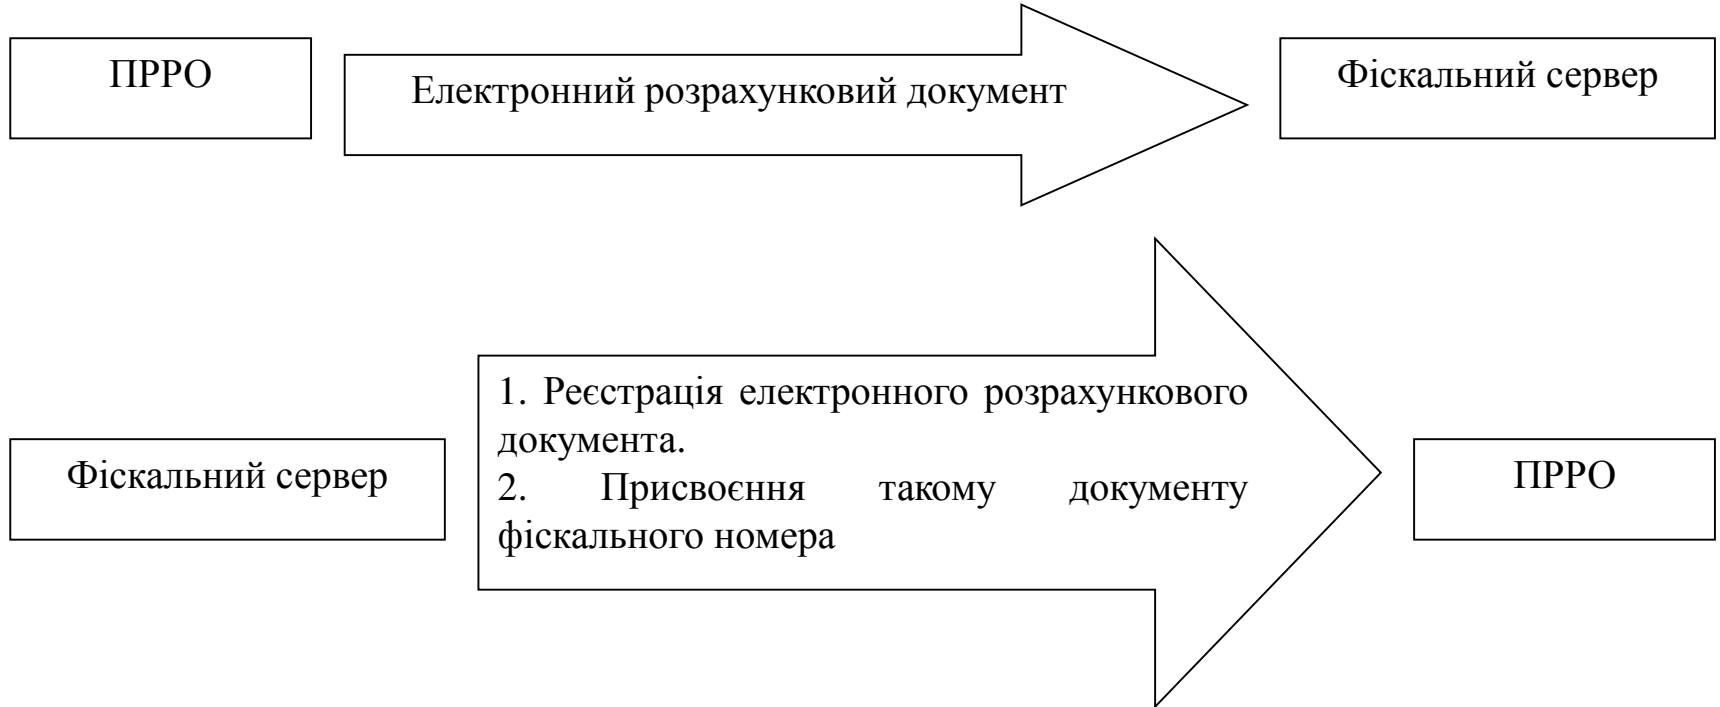 ПРРО
Електронний розрахунковий документ
Фіскальний сервер
Фіскальний сервер
1. Реєстрація електронного розрахункового
документа.
2. Присвоєння такому документу
фіскального номера
ПРРО